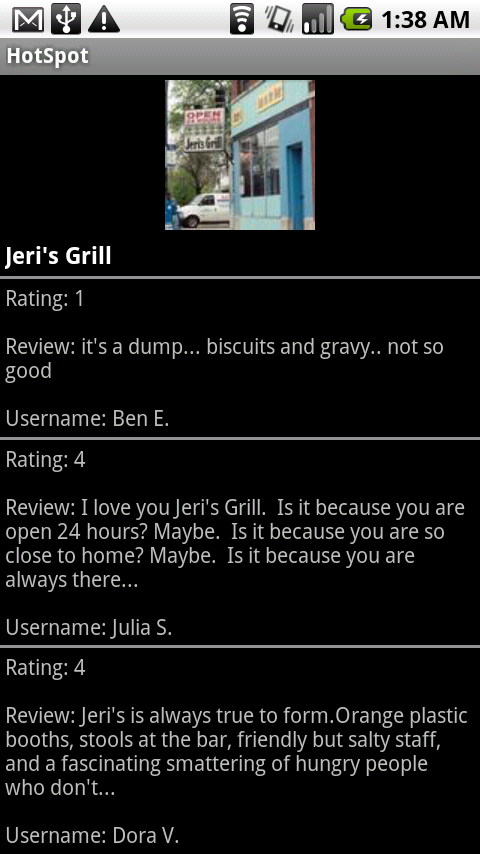 1:38 AM
HotSpot
OPEN
24 HOURS
Jeri's Grill
Jeri's Grill
Rating: 1
Review: it's a dump... biscuits and gravy.. not so
good
Username: Ben E.
Rating: 4
Review: I love you Jeri's Grill.  Is it because you are
open 24 hours? Maybe.  Is it because you are so
close to home? Maybe.  Is it because you are
always there...
Username: Julia S.
Rating: 4
Review: Jeri's is always true to form.Orange plastic
booths, stools at the bar, friendly but salty staff,
and a fascinating smattering of hungry people
who don't...
Username: Dora V.